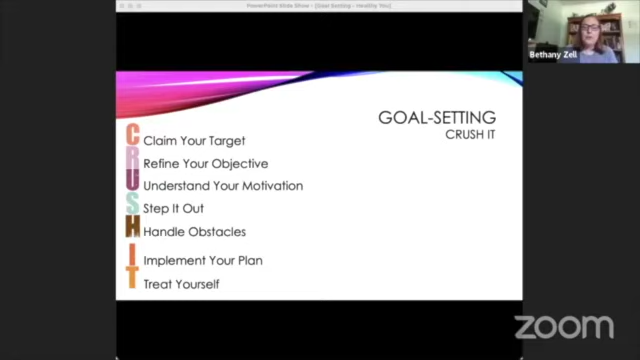 PowerPoint Slide Show - [Goal Setting - Healthy You]
Bethany Zell
GOAL-SETTING
CRUSH IT
C Claim Your Target
R Refine Your Objective
U Understand Your Motivation
S Step It Out
H Handle Obstacles
I Implement Your Plan
T Treat Yourself
zoom